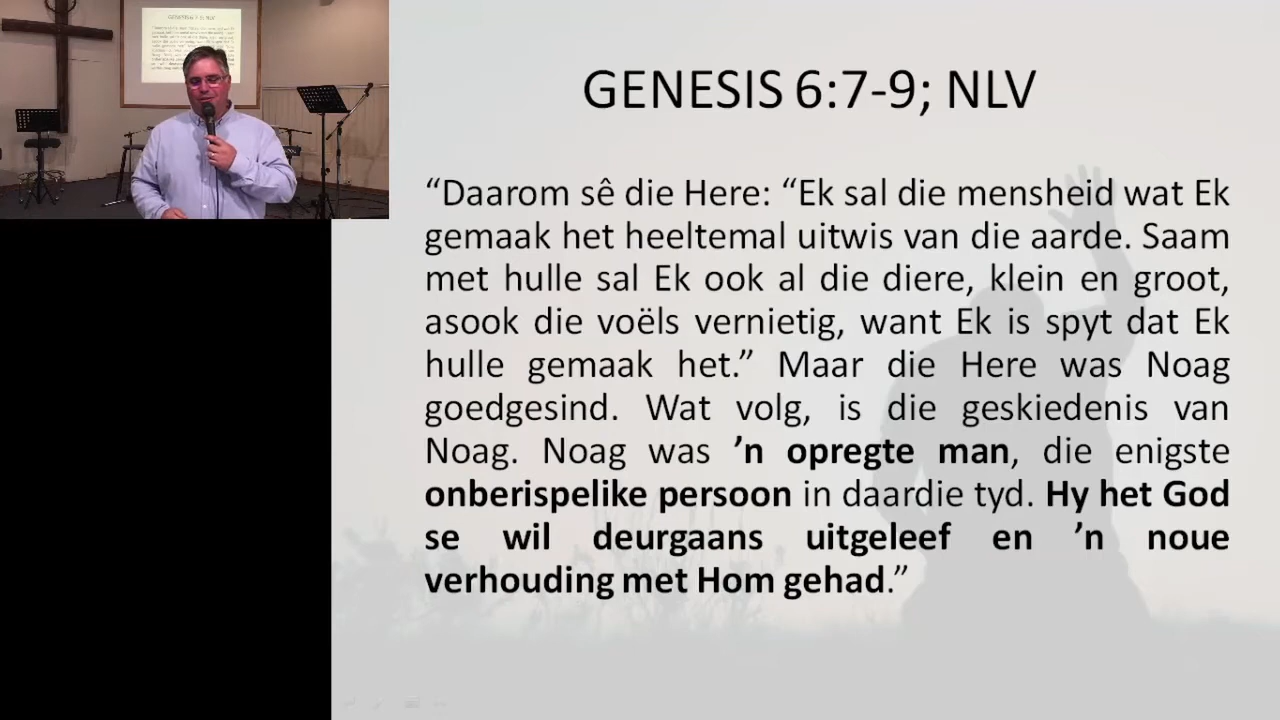 GENESIS 6:7-9; NLV
“Daarom sê die Here: “Ek sal die mensheid wat Ek
gemaak het heeltemal uitwis van die aarde. Saam
met hulle sal Ek ook al die diere, klein en groot,
asook die voëls vernietig, want Ek is spyt dat Ek
hulle gemaak het.” Maar die Here was Noag
goedgesind. Wat volg, is die geskiedenis van
Noag. Noag was ’n opregte man, die enigste
onberispelike persoon in daardie tyd. Hy het God
se wil deurgaans uitgeleef en ’n noue
verhouding met Hom gehad.”